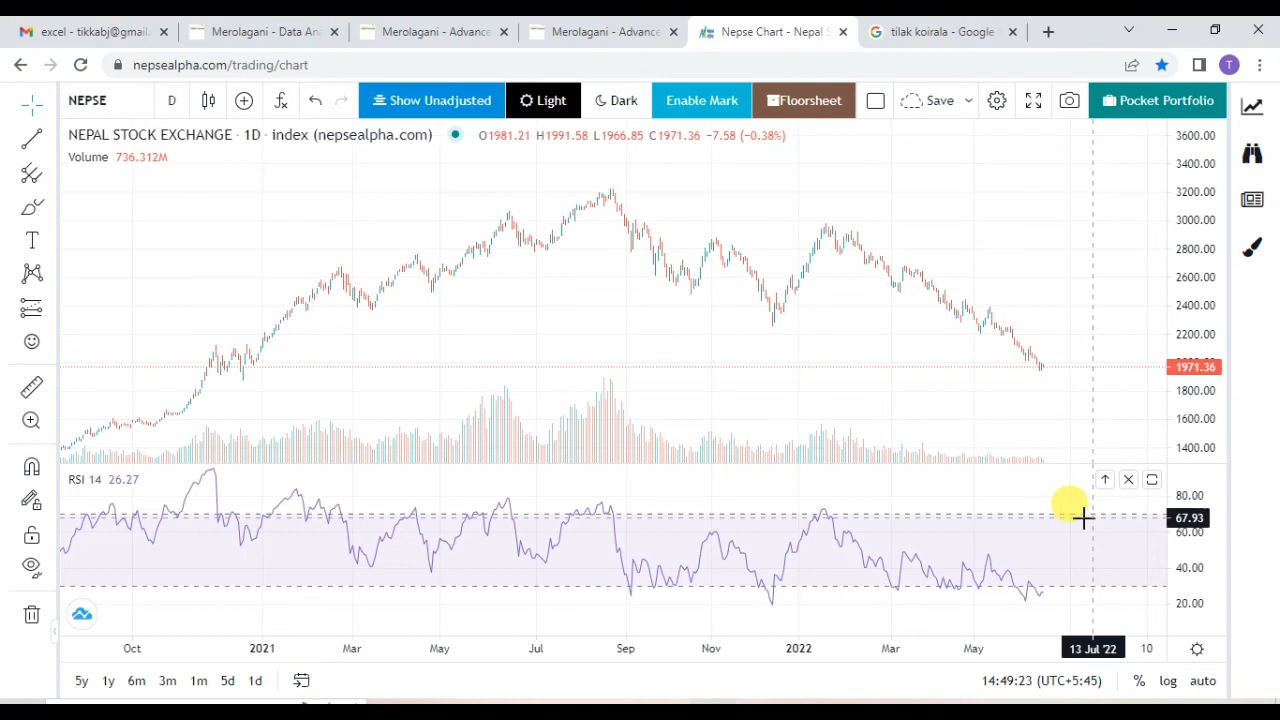 excel - tikkabj@gmail.
Merolagani - Data An
Merolagani - Advance
Merolagani - Advance
Nepse Chart - Nepal S
tilak koirala - Google
nepsealpha.com/trading/chart
T
NEPSE
D
Show Unadjusted
Light
Dark
Enable Mark
Floorsheet
Save
Pocket Portfolio
NEPAL STOCK EXCHANGE · 1D · index (nepsealpha.com)
O1981.21 H1991.58 L1966.85 C1971.36 -7.58 (-0.38%)
Volume 736.312M
3600.00
3400.00
3200.00
3000.00
2800.00
2600.00
2400.00
2200.00
1971.36
1800.00
1600.00
1400.00
RSI 14 26.27
80.00
67.93
60.00
40.00
20.00
Oct 2021 Mar May Jul Sep Nov 2022 Mar May 13 Jul '22 10
5y 1y 6m 3m 1m 5d 1d
14:49:23 (UTC+5:45) % log auto